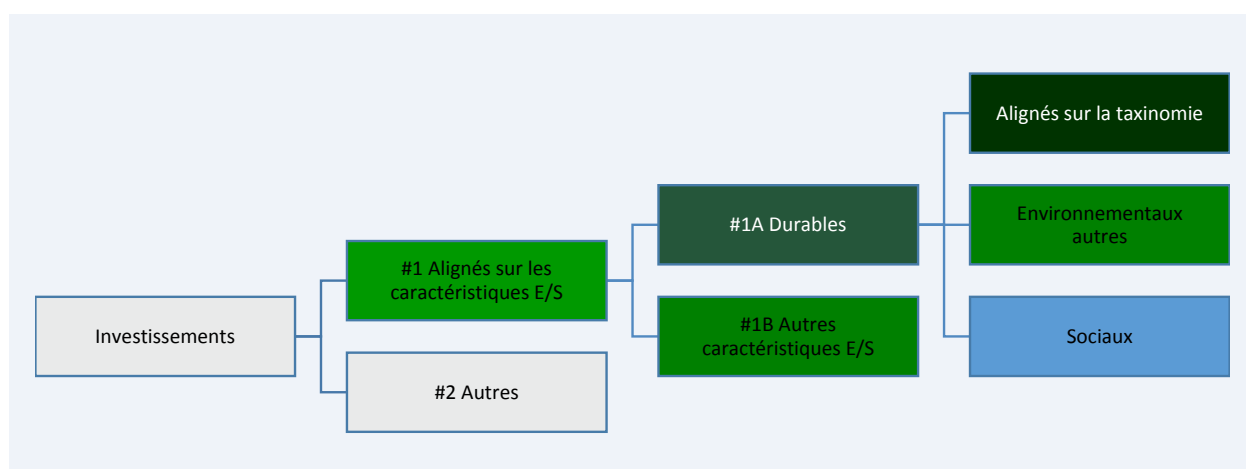 Investissements
#1 Alignés sur les
caractéristiques E/S
#2 Autres
#1A Durables
#1B Autres
caractéristiques E/S
Alignés sur la taxinomie
Environnementaux
autres
Sociaux